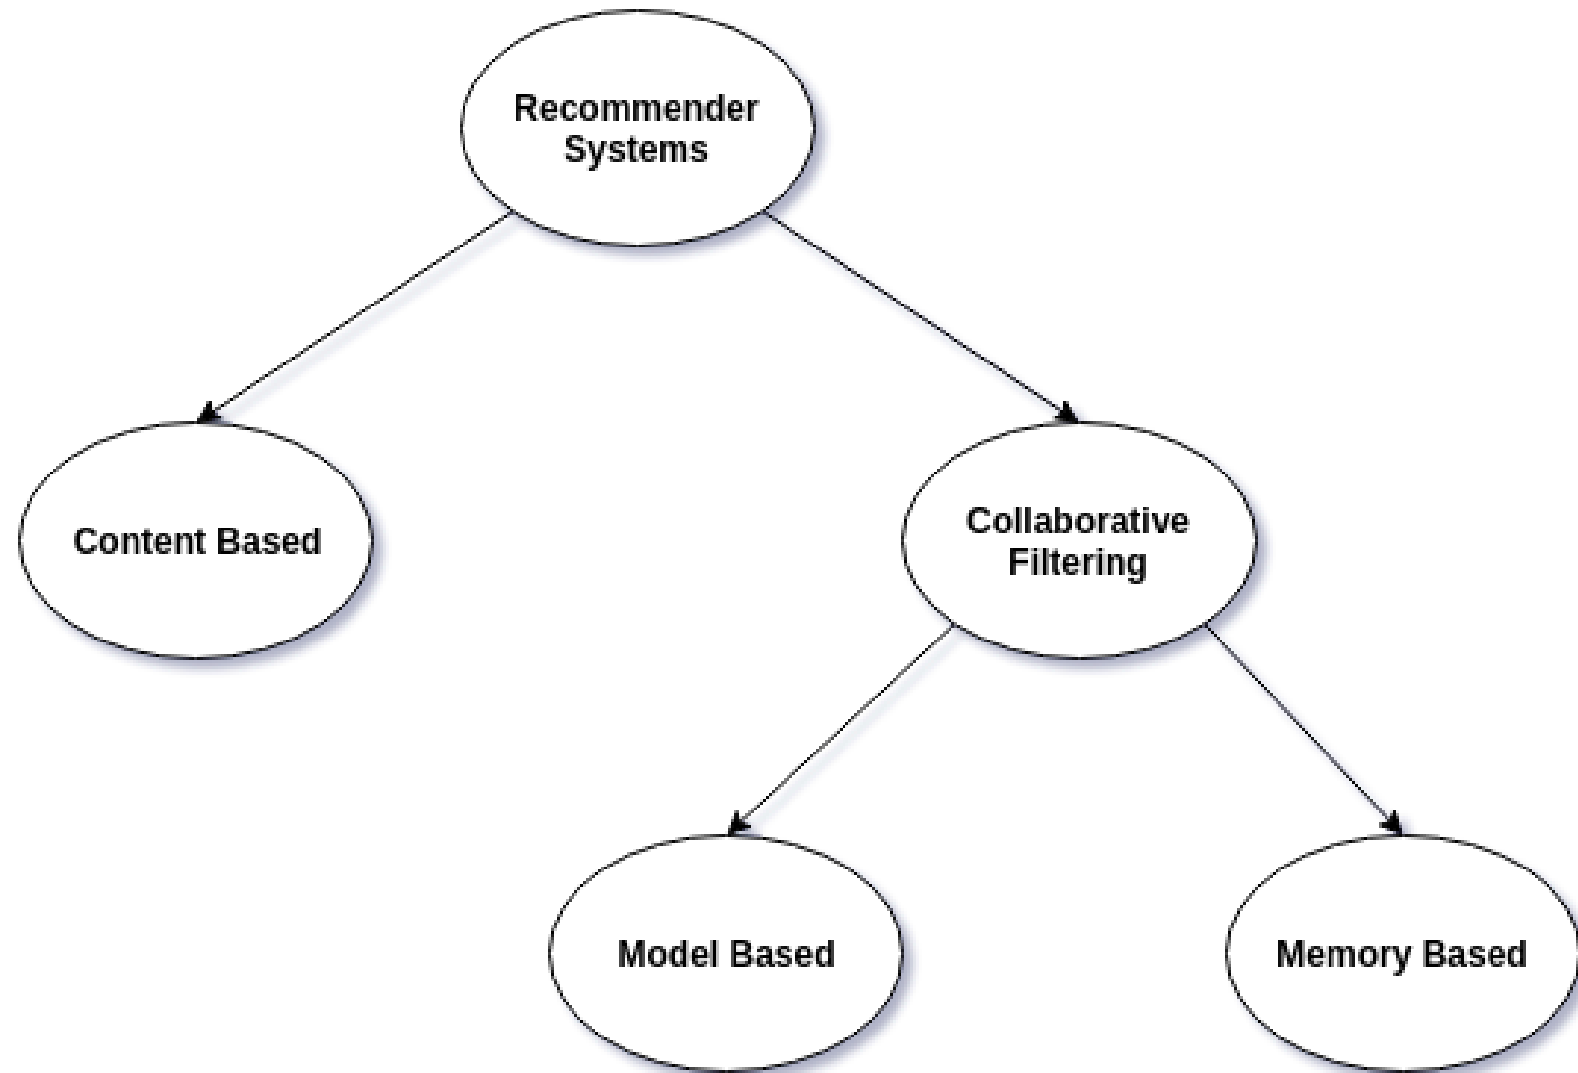 Recommender
Systems
Content Based
Collaborative
Filtering
Model Based
Memory Based